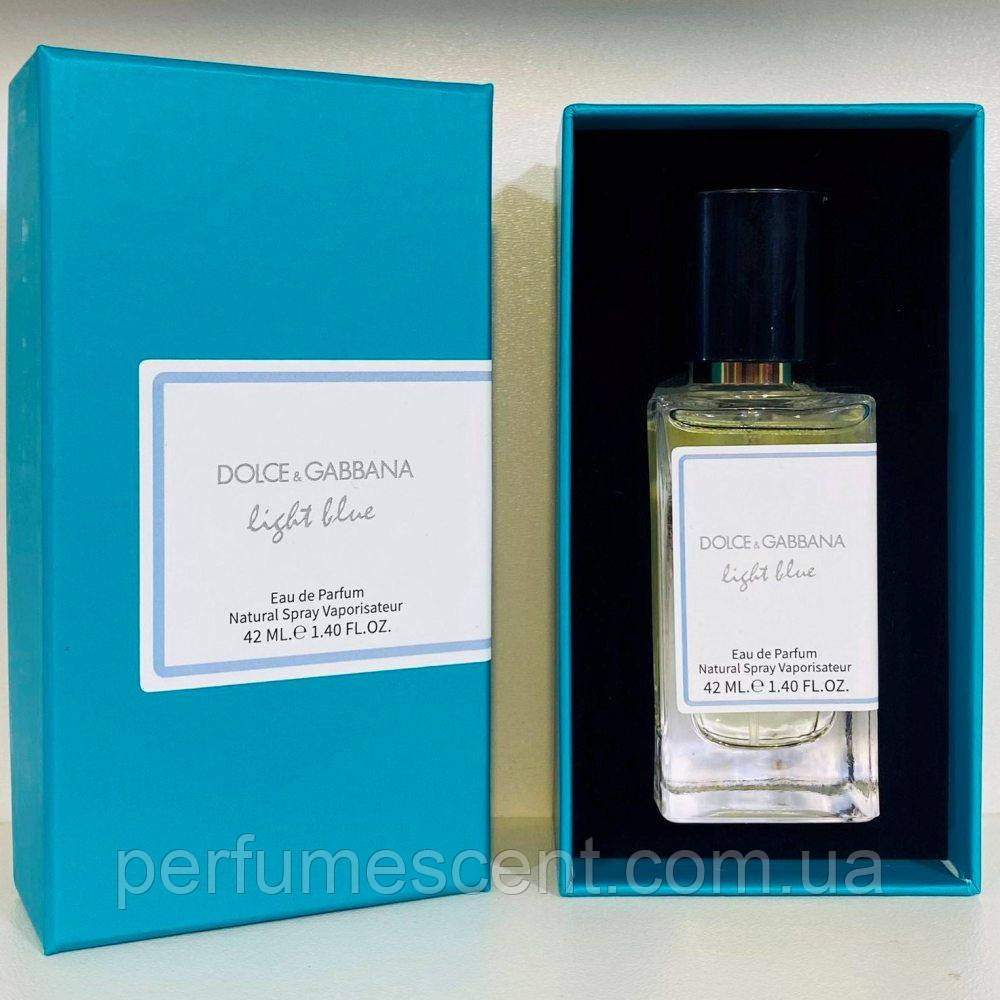 DOLCE & GABBANA
light blue
Eau de Parfum
Natural Spray Vaporisateur
42 ML.℮ 1.40 FL.OZ.
DOLCE & GABBANA
light blue
Eau de Parfum
Natural Spray Vaporisateur
42 ML.℮ 1.40 FL.OZ.
perfumescent.com.ua